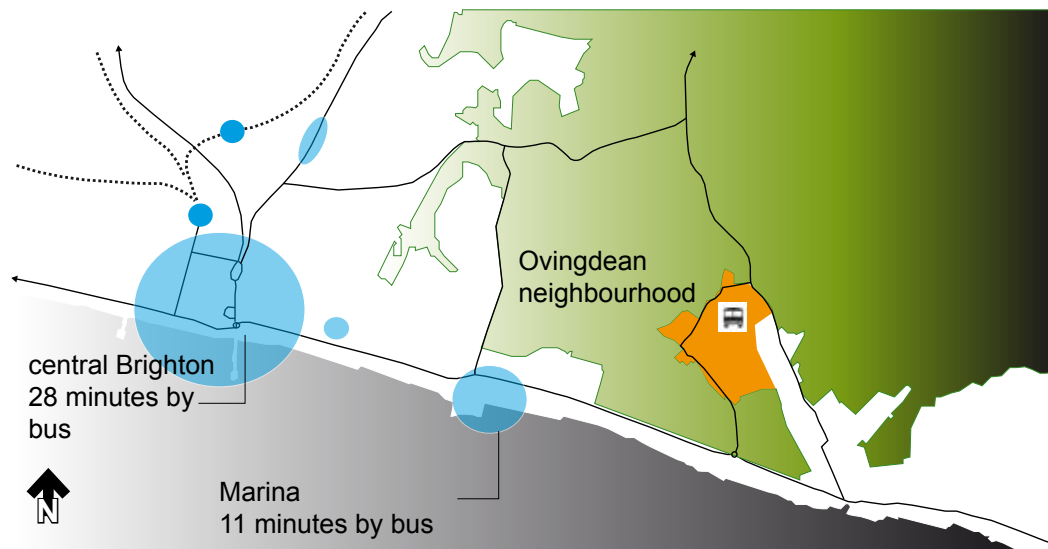 Ovingdean
neighbourhood
central Brighton
28 minutes by
bus
Marina
11 minutes by bus
N